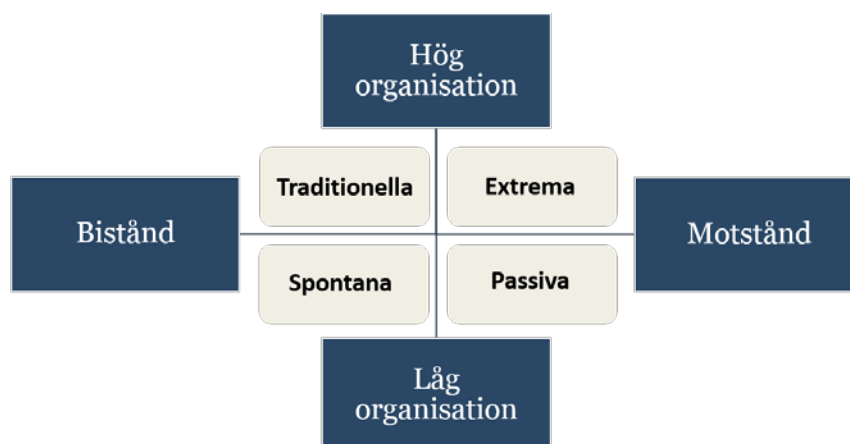 Hög
organisation
Traditionella
Extrema
Bistånd
Motstånd
Spontana
Passiva
Låg
organisation